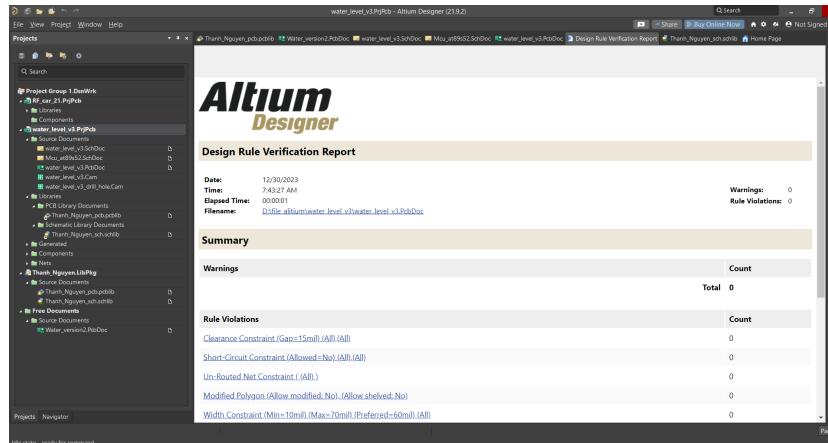 water_level_v3.PrjPcb - Altium Designer (21.9.2)
Search
File View Project Window Help
Share Buy Online Now Not Signed
Projects
Thanh_Nguyen_pcb.pcblib Water_version2.PcbDoc water_level_v3.SchDoc Mcu_at89s52.SchDoc water_level_v3.PcbDoc Design Rule Verification Report Thanh_Nguyen_sch.schlib Home Page
Search
Project Group 1.DsnWrk
RF_car_21.PrjPcb
Libraries
Components
water_level_v3.PrjPcb
Source Documents
water_level_v3.SchDoc
Mcu_at89s52.SchDoc
water_level_v3.PcbDoc
water_level_v3.Cam
water_level_v3_drill_hole.Cam
Libraries
PCB Library Documents
Thanh_Nguyen_pcb.pcblib
Schematic Library Documents
Thanh_Nguyen_sch.schlib
Generated
Components
Nets
Thanh_Nguyen.LibPkg
Source Documents
Thanh_Nguyen_pcb.pcblib
Thanh_Nguyen_sch.schlib
Free Documents
Source Documents
Water_version2.PcbDoc
Projects Navigator
Altium
Designer
Design Rule Verification Report
Date: 12/30/2023
Time: 7:43:27 AM Warnings: 0
Elapsed Time: 00:00:01 Rule Violations: 0
Filename: D:\file_alitium\water_level_v3\water_level_v3.PcbDoc
Summary
Warnings Count
Total 0
Rule Violations Count
Clearance Constraint (Gap=15mil) (All),(All) 0
Short-Circuit Constraint (Allowed=No) (All),(All) 0
Un-Routed Net Constraint ( (All) ) 0
Modified Polygon (Allow modified: No), (Allow shelved: No) 0
Width Constraint (Min=10mil) (Max=70mil) (Preferred=60mil) (All) 0
Pa